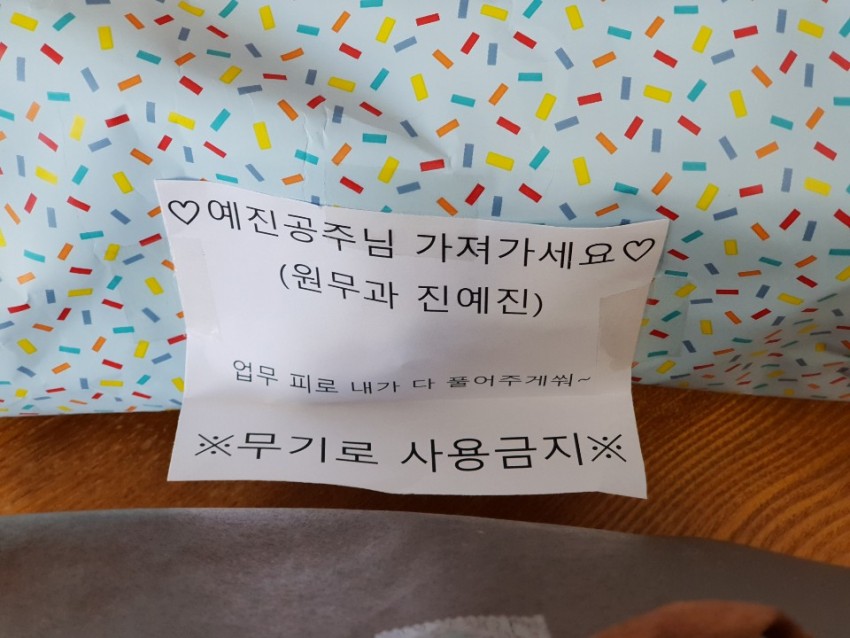 ♡예진공주님 가져가세요♡
(원무과 진예진)
업무 피로 내가 다 풀어주게쒀~
※무기로 사용금지※